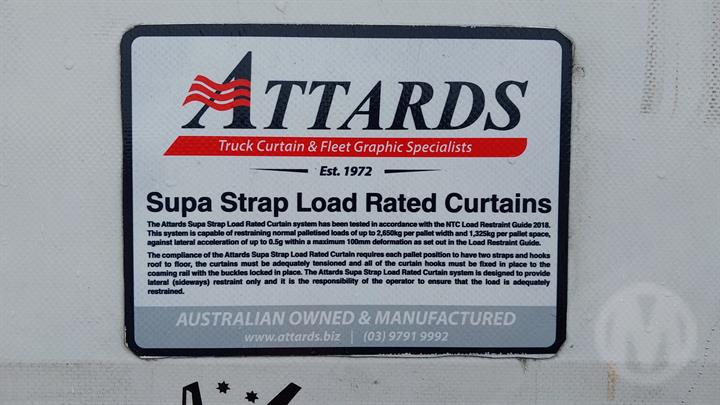 ATTARDS
Truck Curtain & Fleet Graphic Specialists
Est. 1972
Supa Strap Load Rated Curtains
The Attards Supa Strap Load Rated Curtain system has been tested in accordance with the NTC Load Restraint Guide 2018.
This system is capable of restraining normal palletised loads of up to 2,650kg per pallet width and 1,325kg per pallet space,
against lateral acceleration of up to 0.5g within a maximum 100mm deformation as set out in the Load Restraint Guide.
The compliance of the Attards Supa Strap Load Rated Curtain requires each pallet position to have two straps and hooks
roof to floor, the curtains must be adequately tensioned and all of the curtain hooks must be fixed in place to the
coaming rail with the buckles locked in place. The Attards Supa Strap Load Rated Curtain system is designed to provide
lateral (sideways) restraint only and it is the responsibility of the operator to ensure that the load is adequately
restrained.
AUSTRALIAN OWNED & MANUFACTURED
www.attards.biz | (03) 9791 9992